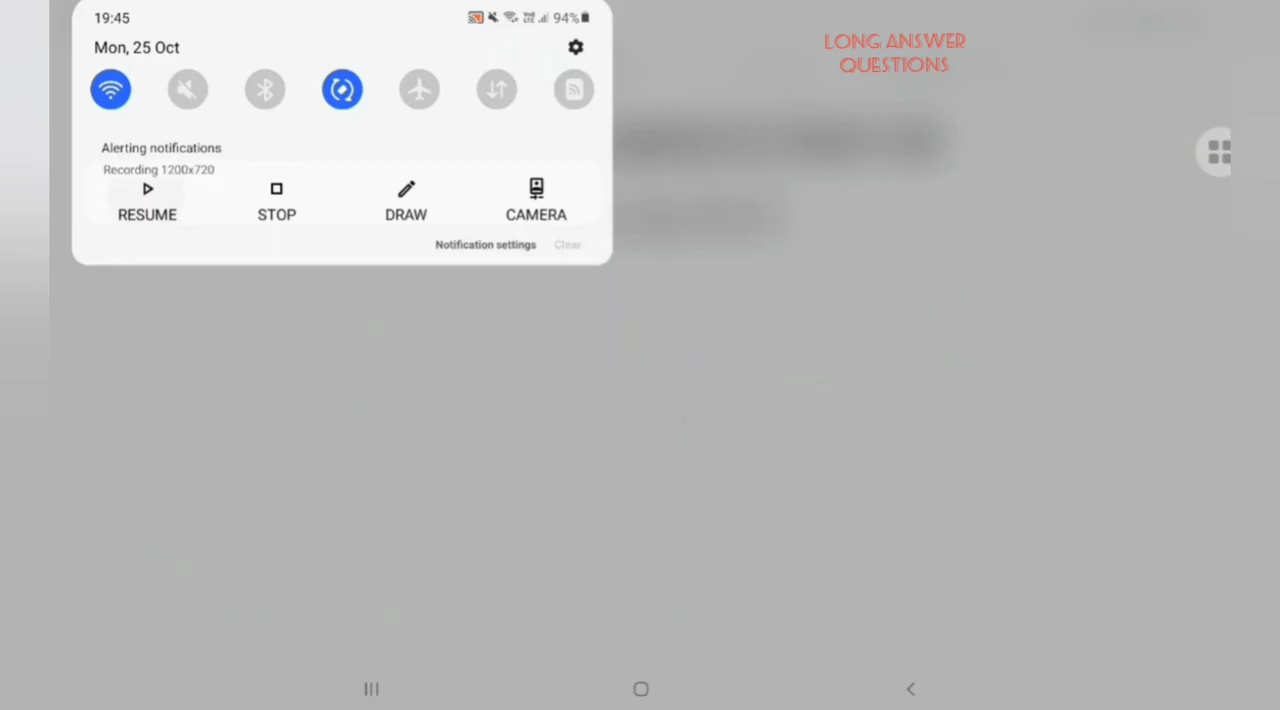 19:45
94%
Mon, 25 Oct
Alerting notifications
Recording 1200x720
RESUME
STOP
DRAW
CAMERA
Notification settings
Clear
LONG ANSWER
QUESTIONS